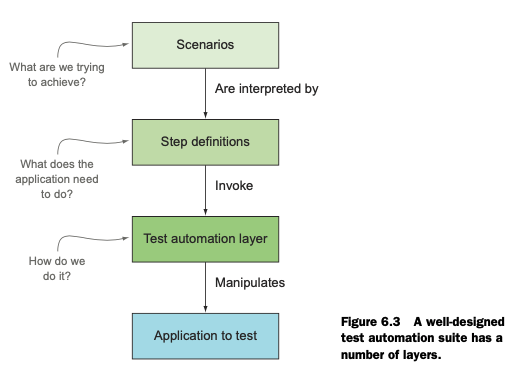 Scenarios
What are we trying
to achieve?
Are interpreted by
Step definitions
What does the
application need
to do?
Invoke
Test automation layer
How do we
do it?
Manipulates
Application to test
Figure 6.3 A well-designed
test automation suite has a
number of layers.